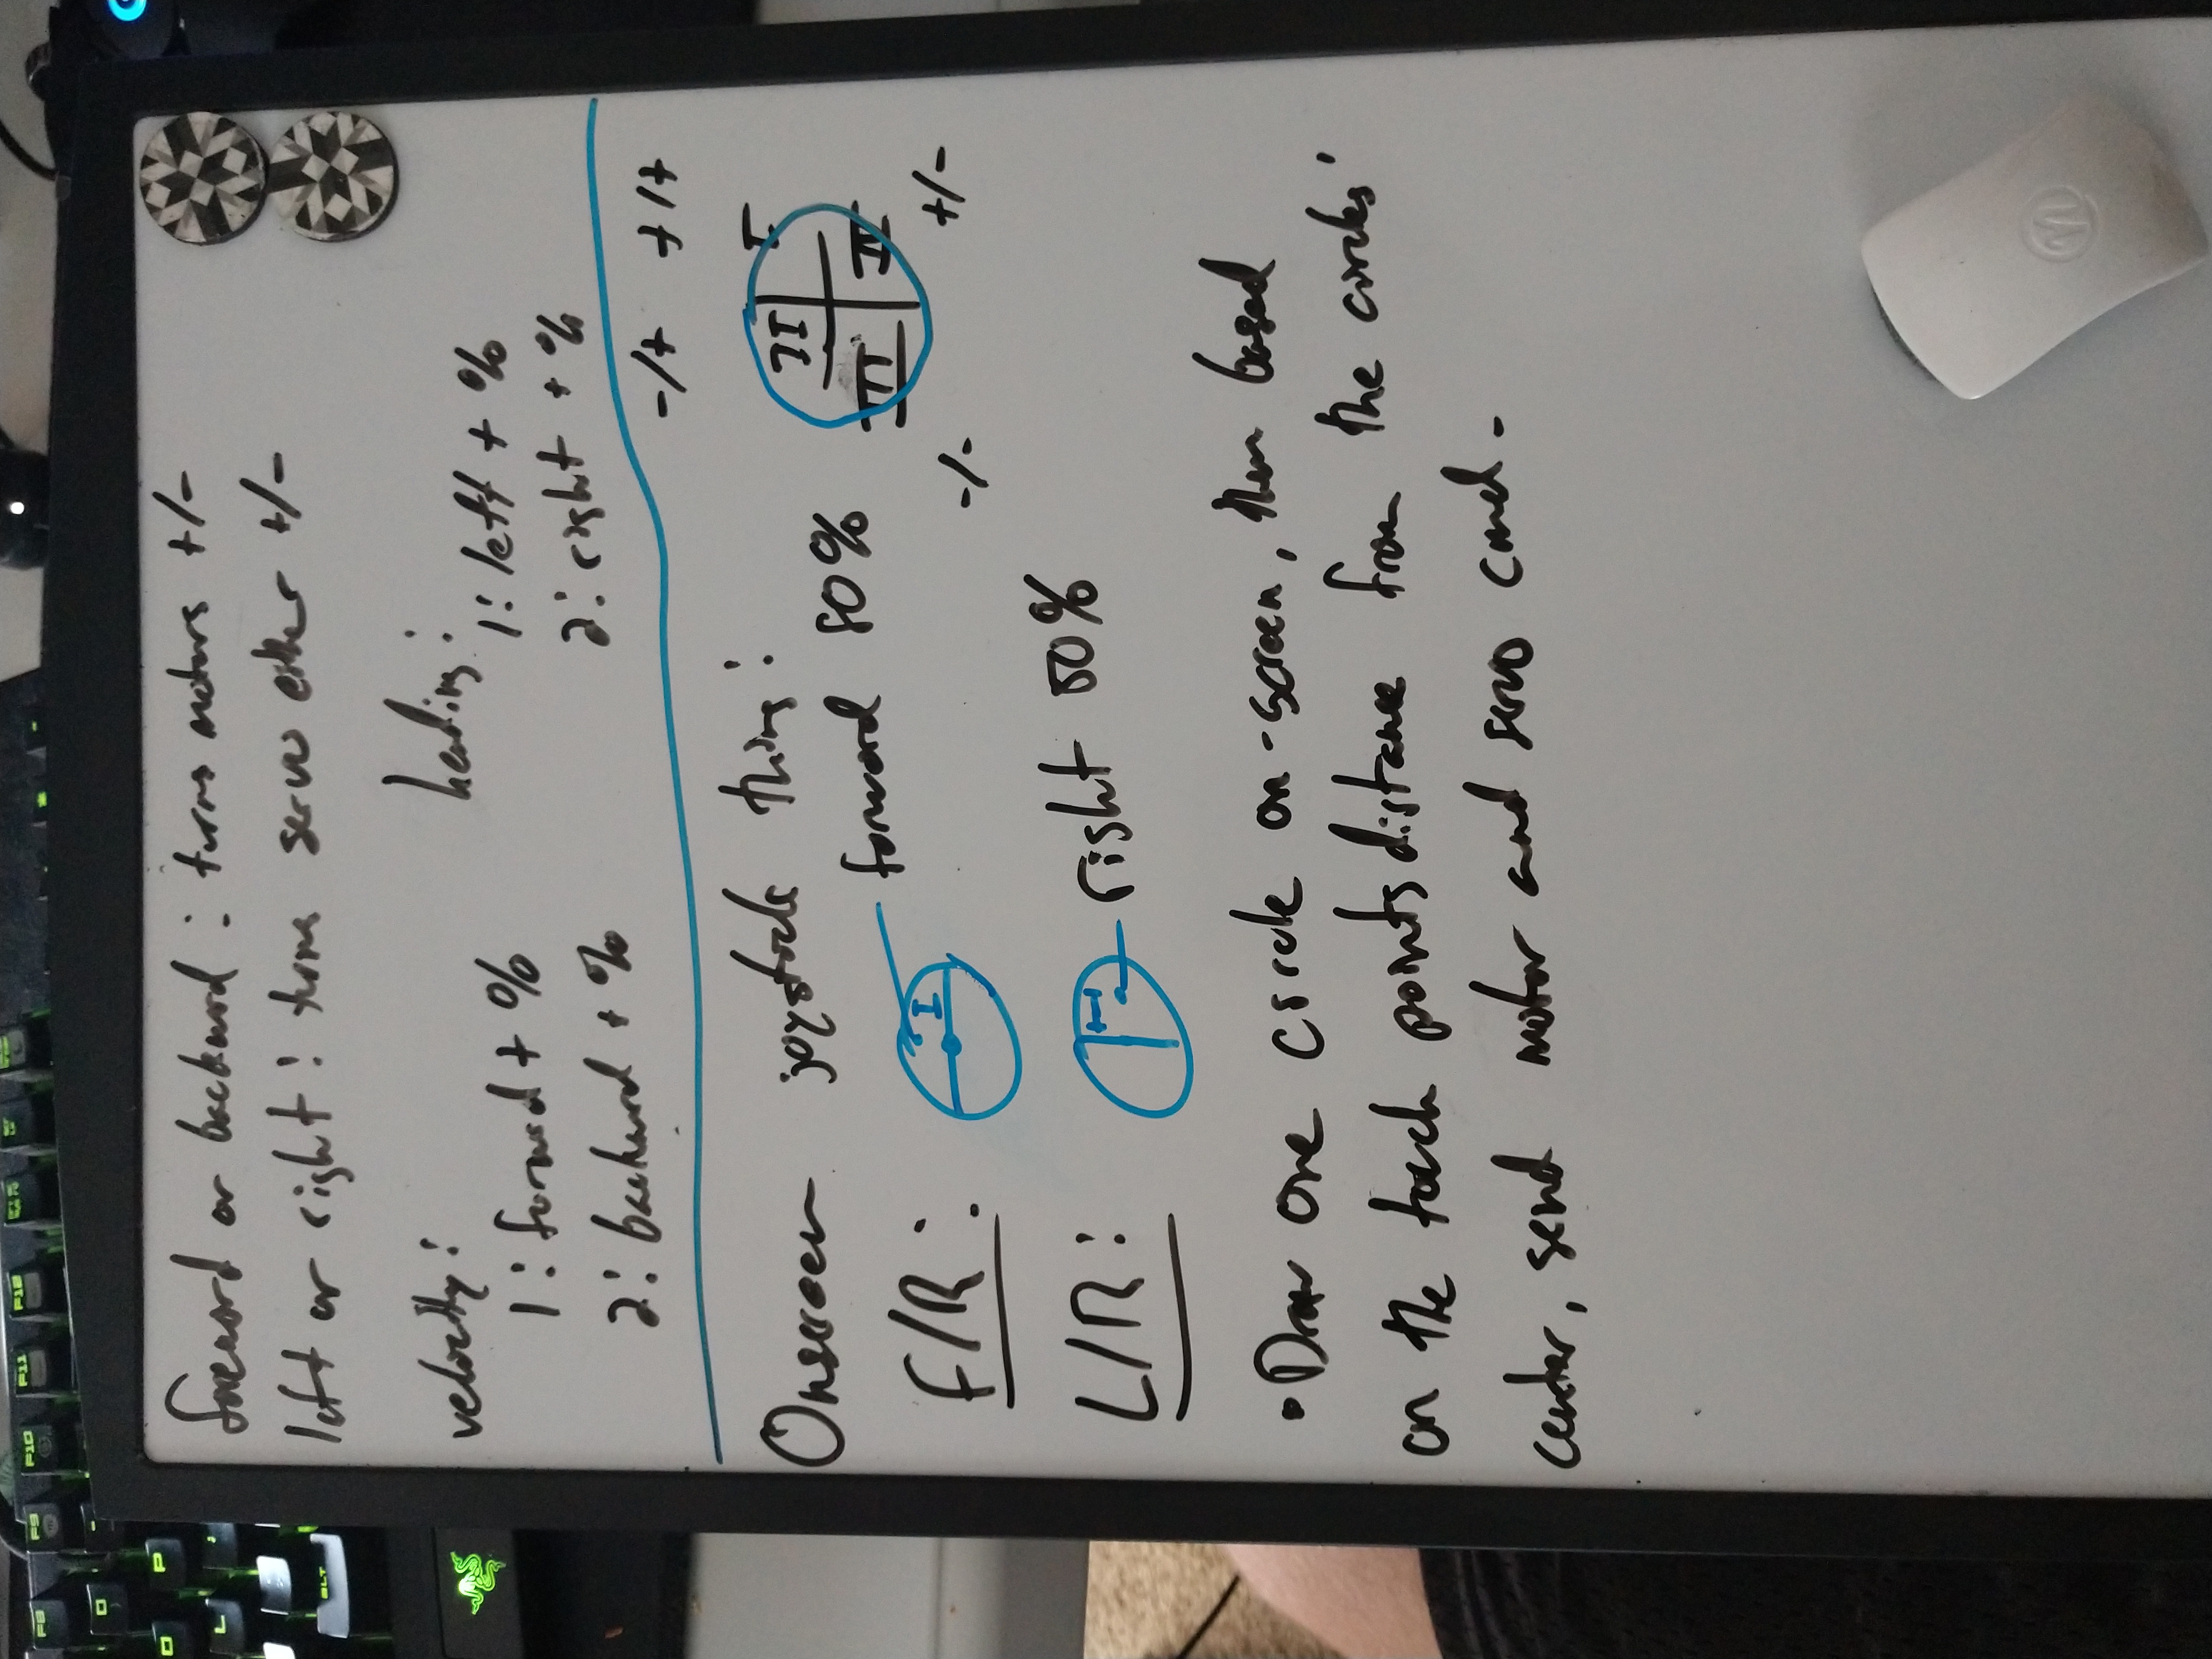 F8 F9 F10 F11 F12
O P
L
ALT
foreward or backward : turns motors +/-
left or right : turns servo either +/-
velocity: heading:
1: forward + % 1: left + %
2: backward + % 2: right + %
-/+ +/+
Onscreen joystick thing:
II I
III IV
-/- +/-
F/R: I forward 80%
L/R: right 50%
• Draw one circle on-screen, then based
on the touch points distance from the circles'
center, send motor and servo cmd.